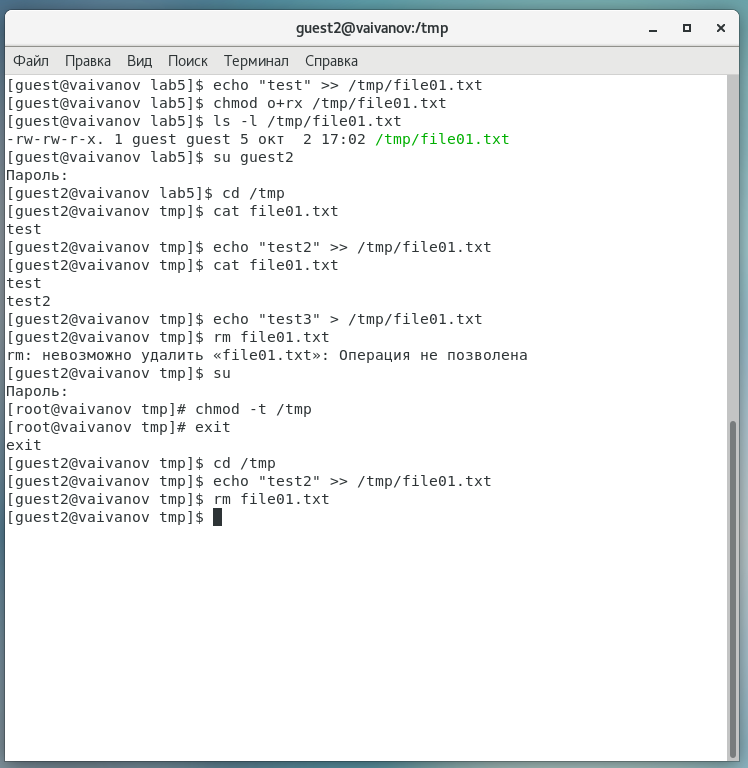 guest2@vaivanov:/tmp
Файл Правка Вид Поиск Терминал Справка
[guest@vaivanov lab5]$ echo "test" >> /tmp/file01.txt
[guest@vaivanov lab5]$ chmod o+rx /tmp/file01.txt
[guest@vaivanov lab5]$ ls -l /tmp/file01.txt
-rw-rw-r-x. 1 guest guest 5 окт  2 17:02 /tmp/file01.txt
[guest@vaivanov lab5]$ su guest2
Пароль:
[guest2@vaivanov lab5]$ cd /tmp
[guest2@vaivanov tmp]$ cat file01.txt
test
[guest2@vaivanov tmp]$ echo "test2" >> /tmp/file01.txt
[guest2@vaivanov tmp]$ cat file01.txt
test
test2
[guest2@vaivanov tmp]$ echo "test3" > /tmp/file01.txt
[guest2@vaivanov tmp]$ rm file01.txt
rm: невозможно удалить «file01.txt»: Операция не позволена
[guest2@vaivanov tmp]$ su
Пароль:
[root@vaivanov tmp]# chmod -t /tmp
[root@vaivanov tmp]# exit
exit
[guest2@vaivanov tmp]$ cd /tmp
[guest2@vaivanov tmp]$ echo "test2" >> /tmp/file01.txt
[guest2@vaivanov tmp]$ rm file01.txt
[guest2@vaivanov tmp]$